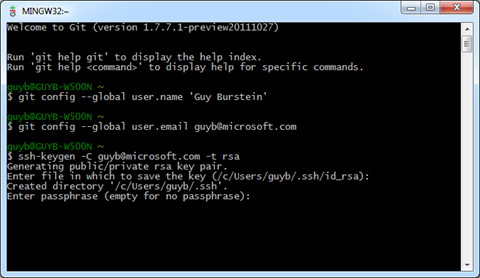 MINGW32:~
Welcome to Git (version 1.7.7.1-preview20111027)
Run 'git help git' to display the help index.
Run 'git help <command>' to display help for specific commands.
guyb@GUYB-W500N ~
$ git config --global user.name 'Guy Burstein'
guyb@GUYB-W500N ~
$ git config --global user.email guyb@microsoft.com
guyb@GUYB-W500N ~
$ ssh-keygen -C guyb@microsoft.com -t rsa
Generating public/private rsa key pair.
Enter file in which to save the key (/c/Users/guyb/.ssh/id_rsa):
Created directory '/c/Users/guyb/.ssh'.
Enter passphrase (empty for no passphrase):